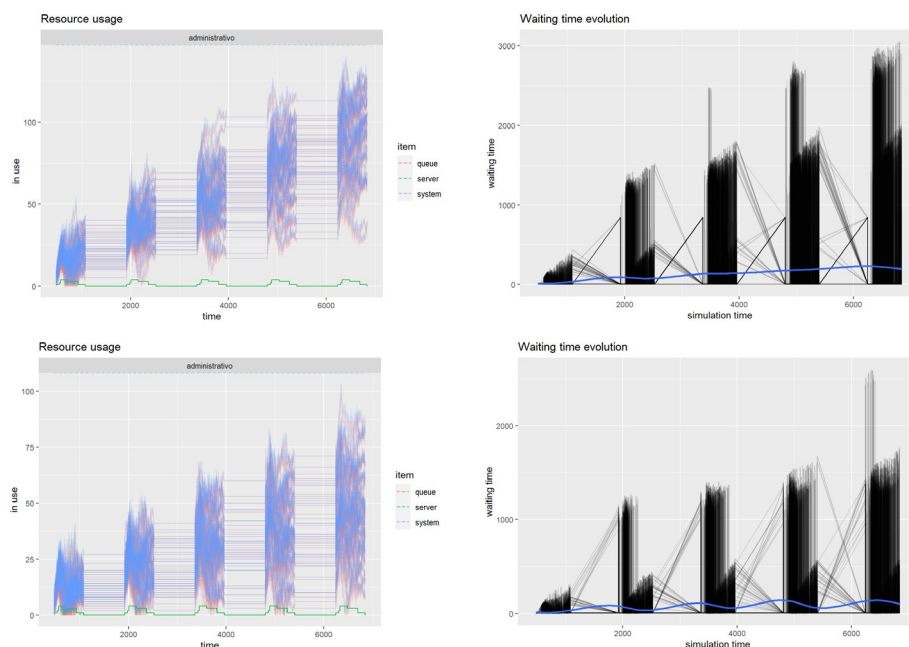 Resource usage
administrativo
100
50
0
in use
2000
4000
6000
time
item
queue
server
system
Waiting time evolution
3000
2000
1000
0
waiting time
2000
4000
6000
simulation time
Resource usage
administrativo
100
75
50
25
0
in use
2000
4000
6000
time
item
queue
server
system
Waiting time evolution
2000
1000
0
waiting time
2000
4000
6000
simulation time